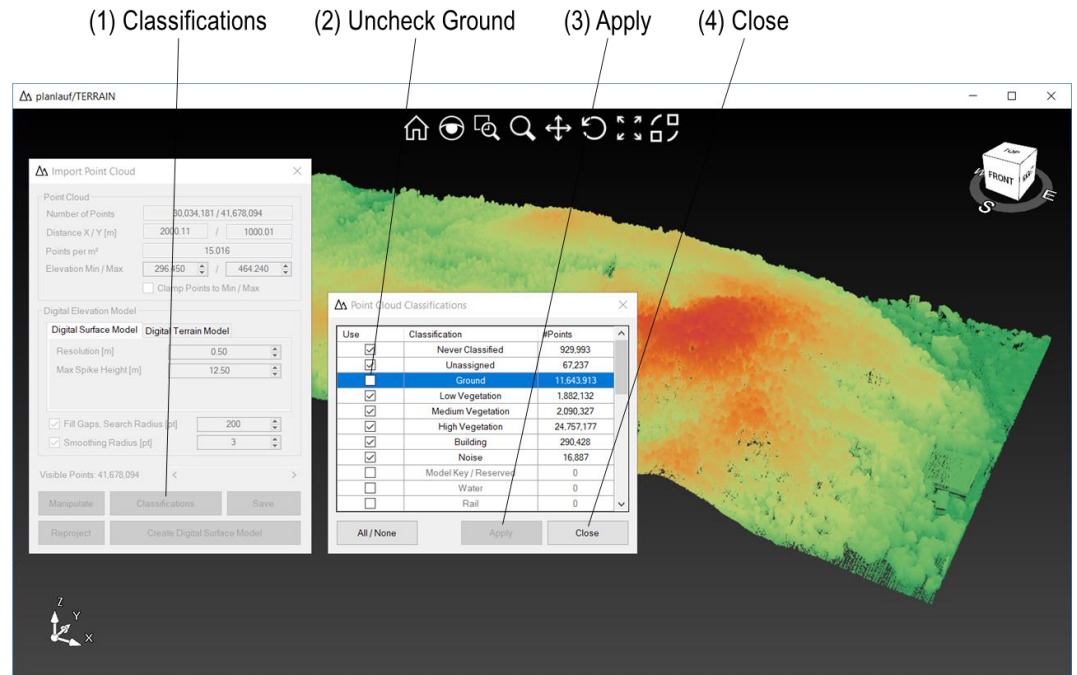 (1) Classifications (2) Uncheck Ground (3) Apply (4) Close
planlauf/TERRAIN
Import Point Cloud
Point Cloud
Number of Points 30,034,181 / 41,678,094
Distance X / Y [m] 2000.11 / 1000.01
Points per m² 15.016
Elevation Min / Max 296.450 / 464.240
Clamp Points to Min / Max
Digital Elevation Model
Digital Surface Model Digital Terrain Model
Resolution [m] 0.50
Max Spike Height [m] 12.50
Fill Gaps, Search Radius [pt] 200
Smoothing Radius [pt] 3
Visible Points: 41,678,094 < >
Manipulate Classifications Save
Reproject Create Digital Surface Model
Point Cloud Classifications
Use Classification #Points
Never Classified 929,993
Unassigned 67,237
Ground 11,643,913
Low Vegetation 1,882,132
Medium Vegetation 2,090,327
High Vegetation 24,757,177
Building 290,428
Noise 16,887
Model Key / Reserved 0
Water 0
Rail 0
All / None Apply Close
TOP
FRONT
S E
Z
Y
X